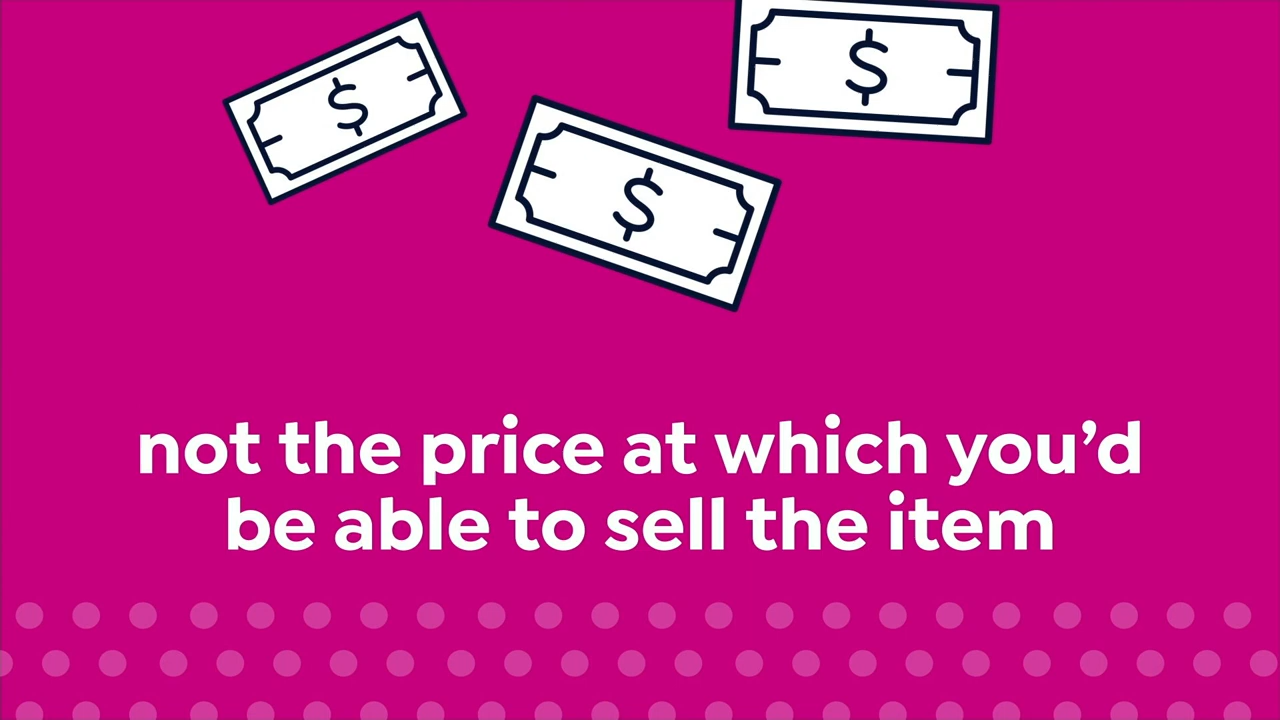 $
$
$
not the price at which you’d
be able to sell the item